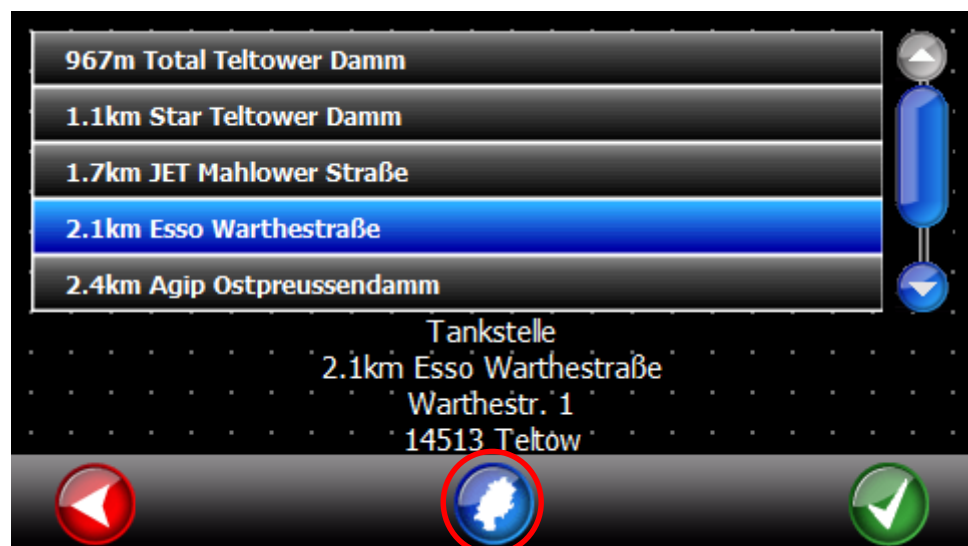 967m Total Teltower Damm
1.1km Star Teltower Damm
1.7km JET Mahlower Straße
2.1km Esso Warthestraße
2.4km Agip Ostpreussendamm
Tankstelle
2.1km Esso Warthestraße
Warthestr. 1
14513 Teltow